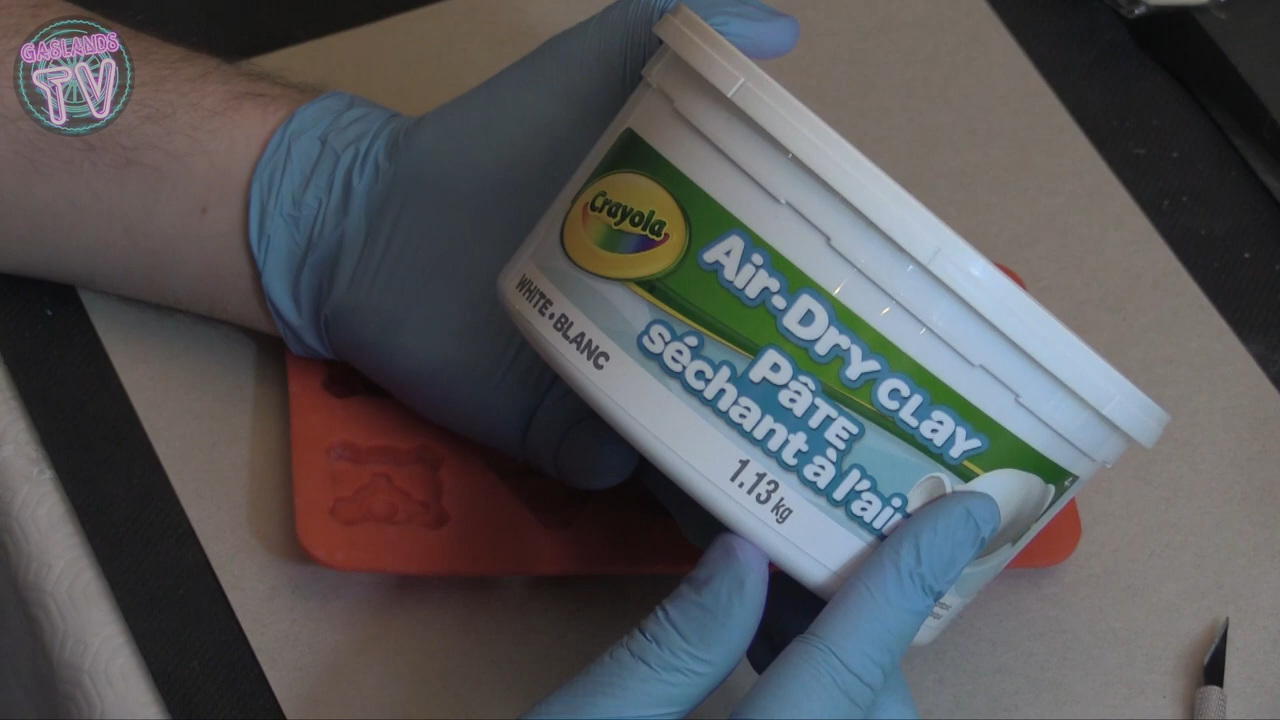 GASLANDS
TV
Crayola
Air-Dry CLay
Pâte
séchant à l'air
WHITE•BLANC
1.13 kg